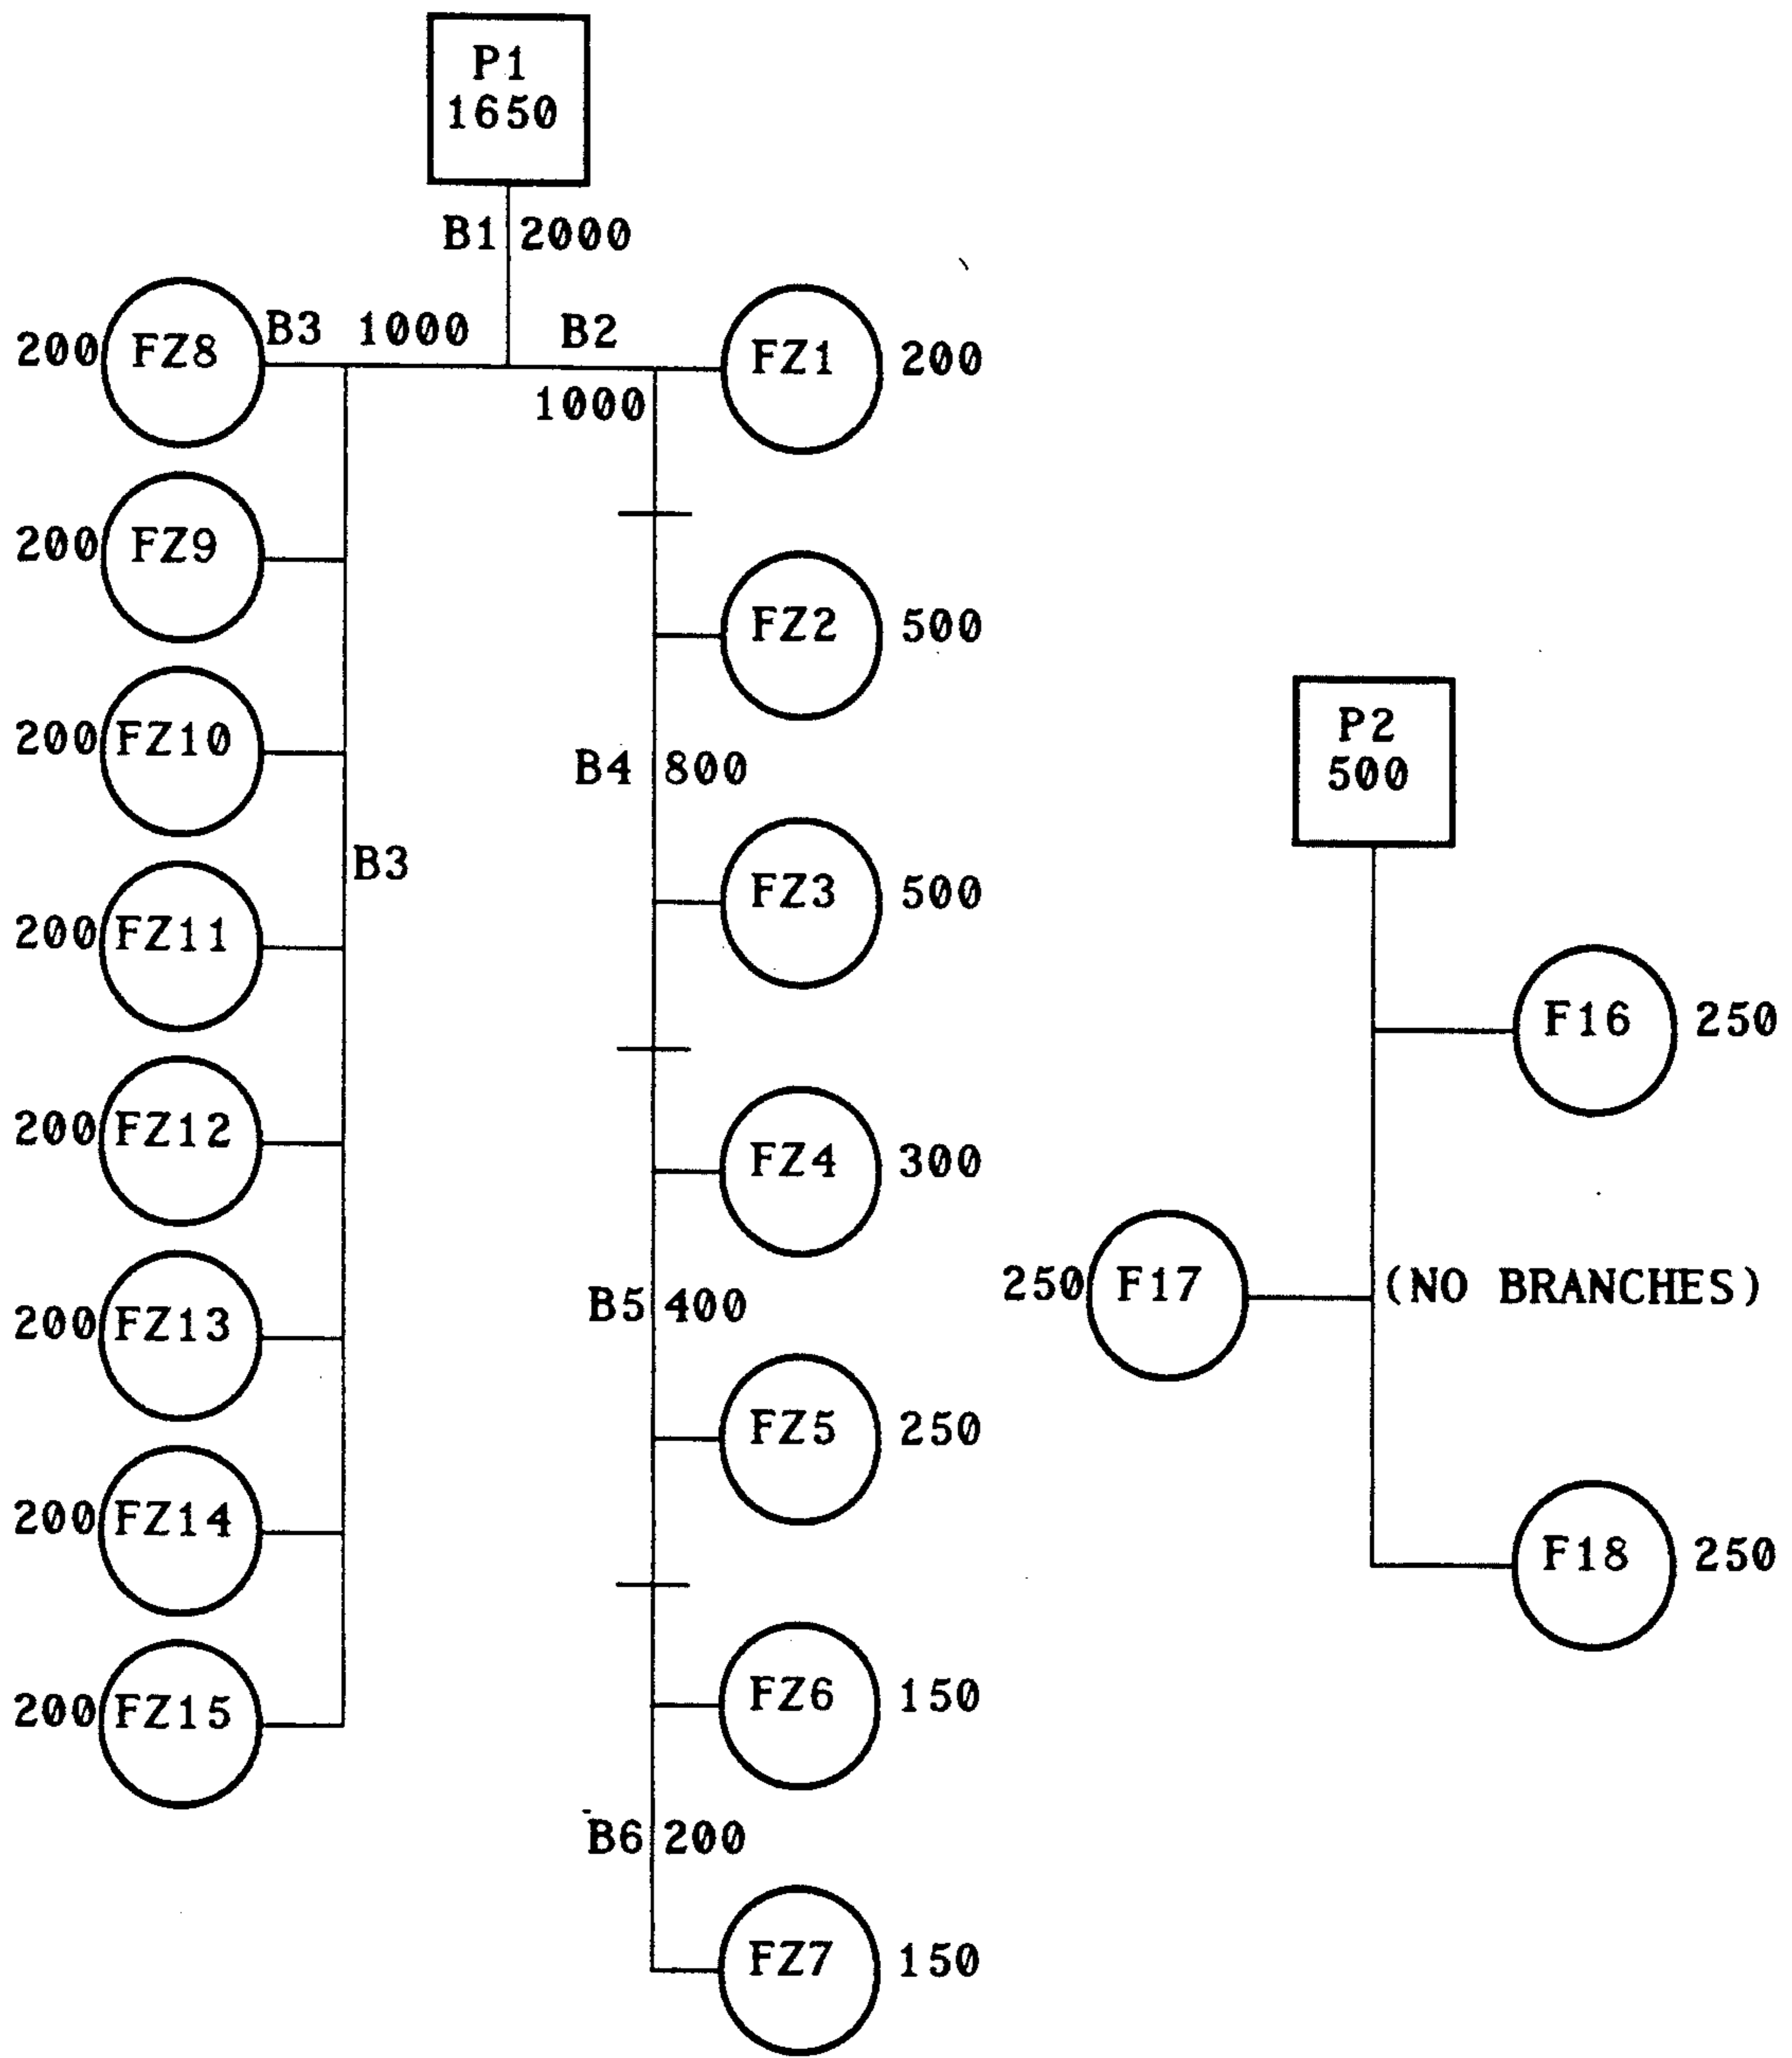 P1
1650
B1 2000
B3 1000
B2
1000
200 FZ8
FZ1 200
200 FZ9
FZ2 500
200 FZ10
B4 800
B3
FZ3 500
200 FZ11
200 FZ12
FZ4 300
200 FZ13
B5 400
FZ5 250
200 FZ14
200 FZ15
FZ6 150
B6 200
FZ7 150
P2
500
F16 250
250 F17
(NO BRANCHES)
F18 250